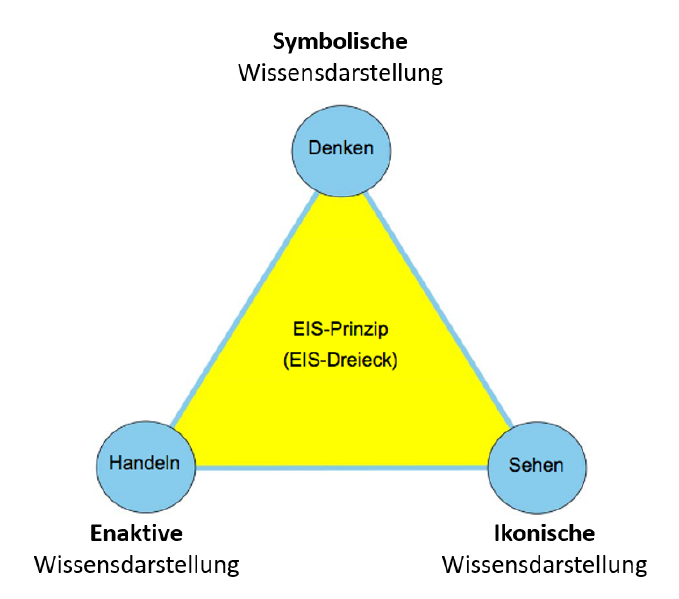 Symbolische
Wissensdarstellung
Denken
EIS-Prinzip
(EIS-Dreieck)
Handeln
Sehen
Enaktive
Wissensdarstellung
Ikonische
Wissensdarstellung